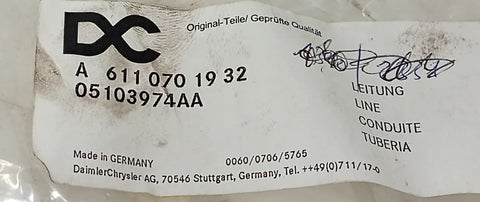 DC
Original-Teile/ Geprüfte Qualität
A 611 070 19 32
05103974AA
LEITUNG
LINE
CONDUITE
TUBERIA
Made in GERMANY
0060/0706/5765
DaimlerChrysler AG, 70546 Stuttgart, Germany, Tel. ++49(0)711/17-0